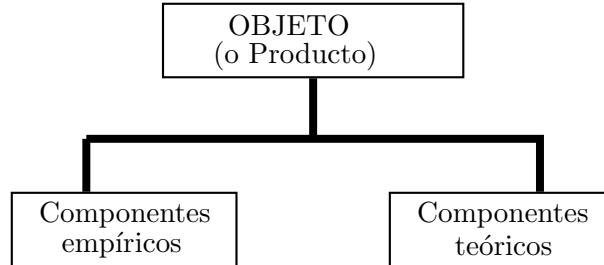 OBJETO
(o Producto)
Componentes
empíricos
Componentes
teóricos